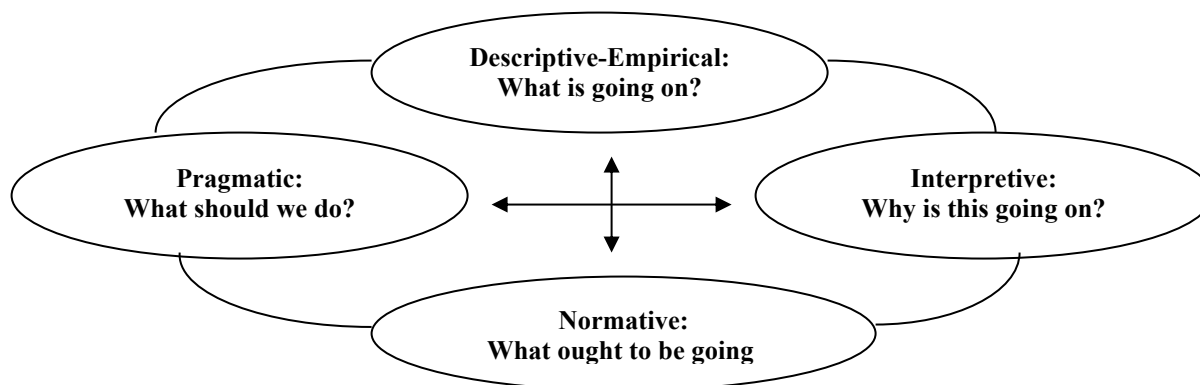 Descriptive-Empirical:
What is going on?
Pragmatic:
What should we do?
Interpretive:
Why is this going on?
Normative:
What ought to be going